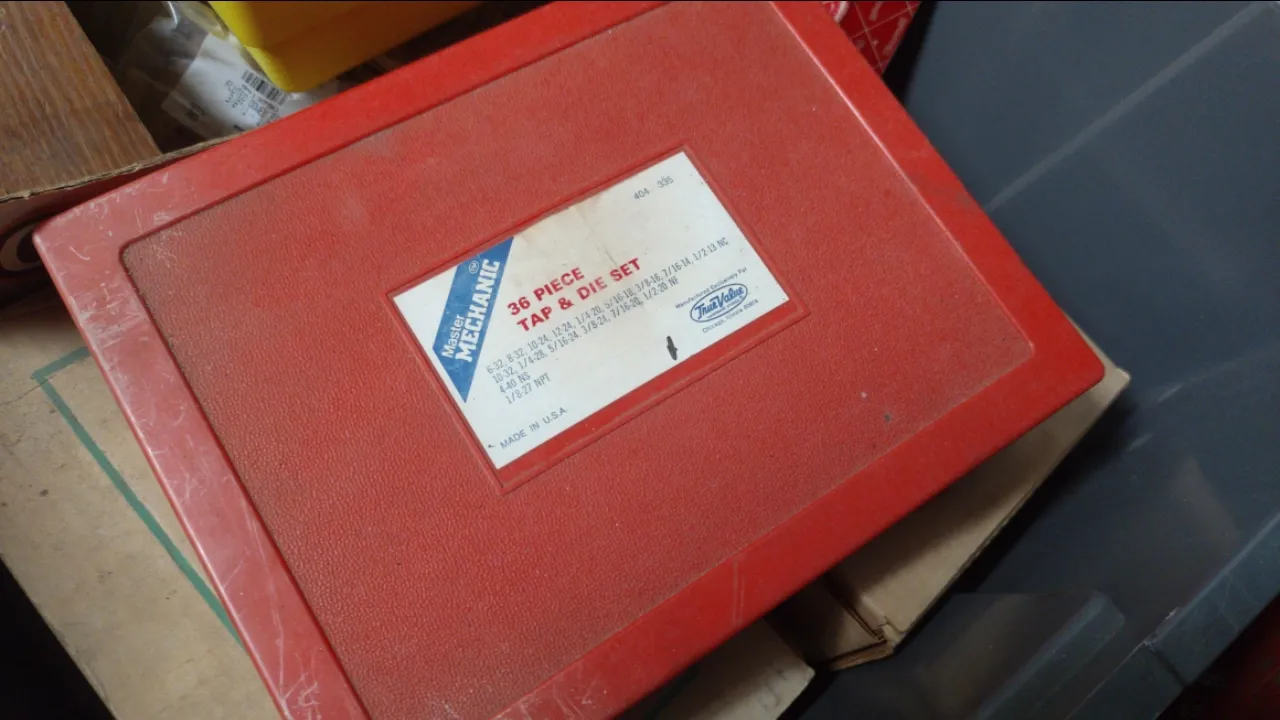 404 335
Master
MECHANIC
TM
36 PIECE
TAP & DIE SET
6-32, 8-32, 10-24, 12-24, 1/4-20, 5/16-18, 3/8-16, 7/16-14, 1/2-13 NC
10-32, 1/4-28, 5/16-24, 3/8-24, 7/16-20, 1/2-20 NF
4-40 NS
1/8-27 NPT
MADE IN U.S.A
Manufactured Exclusively For
True Value
Chicago, Illinois 60614